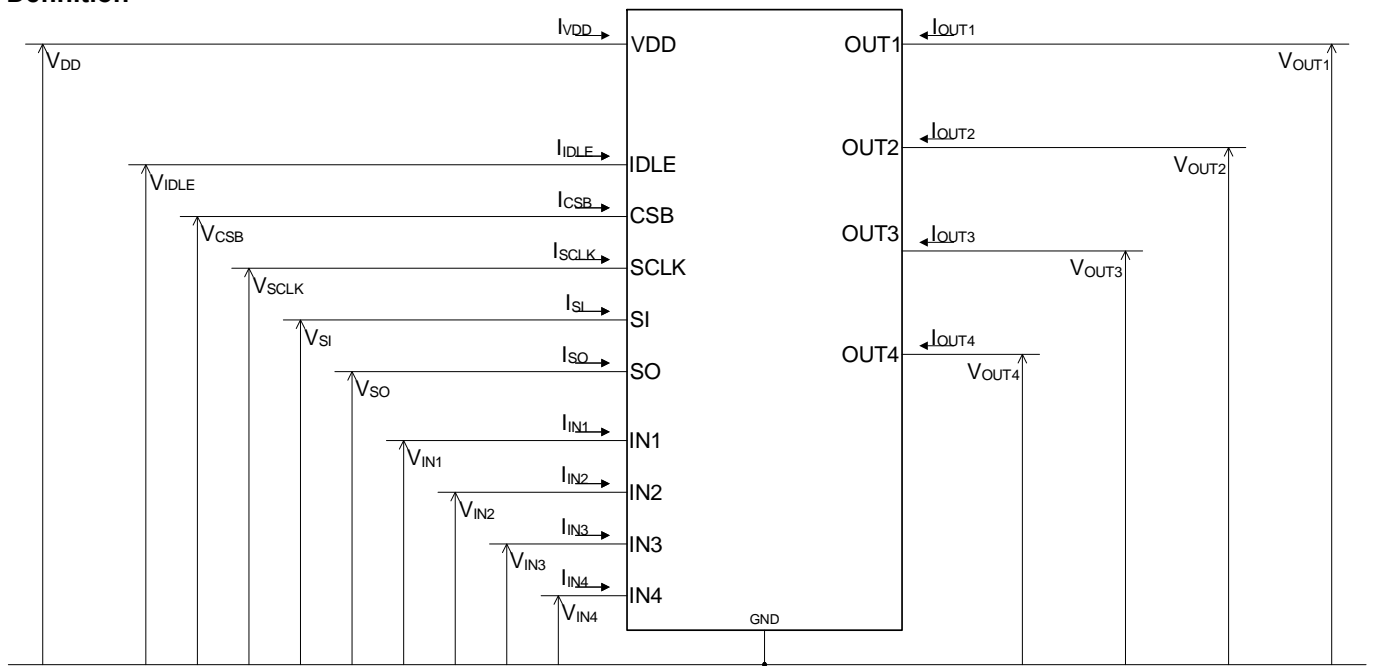 Definition
IVDD
VDD
VDD
OUT1
IOUT1
VOUT1
IIDLE
IDLE
VIDLE
OUT2
IOUT2
VOUT2
ICSB
CSB
VCSB
OUT3
IOUT3
VOUT3
ISCLK
SCLK
VSCLK
ISI
SI
VSI
OUT4
IOUT4
VOUT4
ISO
SO
VSO
IIN1
IN1
VIN1
IIN2
IN2
VIN2
IIN3
IN3
VIN3
IIN4
IN4
VIN4
GND